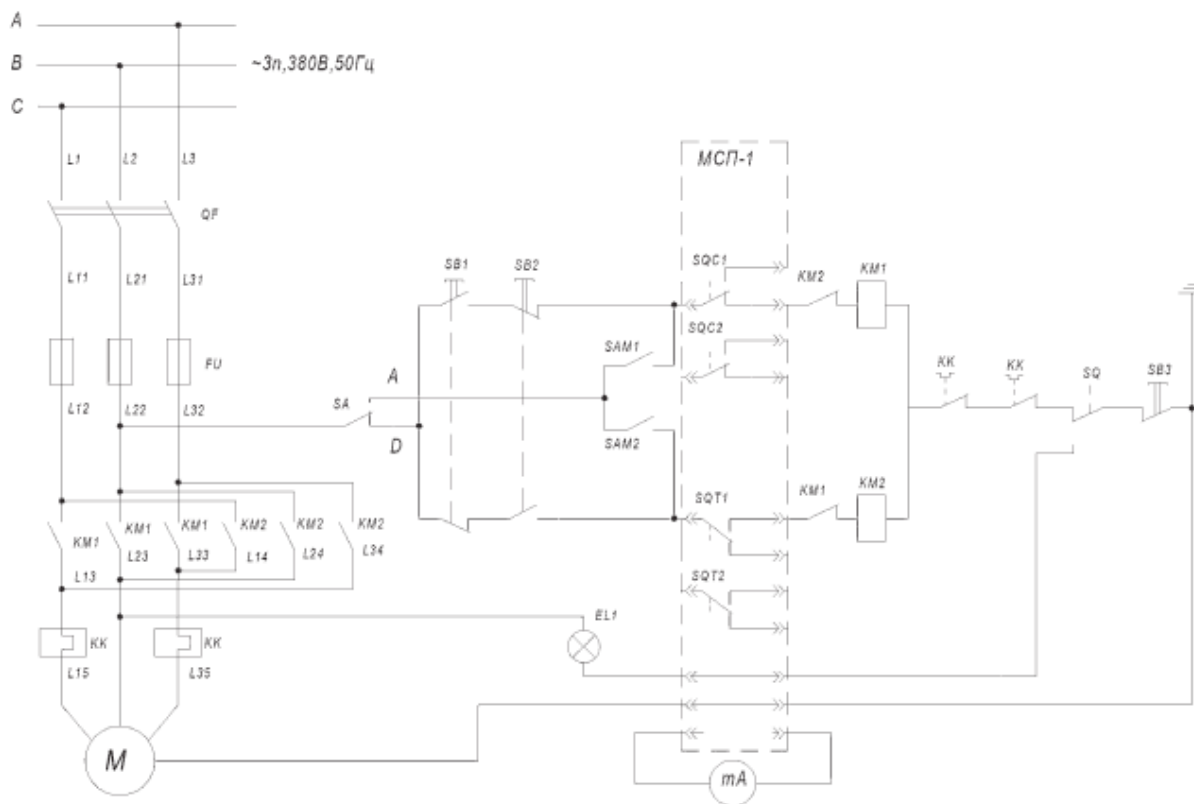 A
B
~3n,380В,50Гц
C
L1
L2
L3
МСП-1
QF
SQC1
KM2
KM1
SB1
SB2
L11
L21
L31
SQC2
SAM1
FU
A
KK
KK
SQ
SB3
SA
L12
L22
L32
D
SAM2
SQT1
KM1
KM2
KM1
KM1
KM1
KM2
KM2
KM2
L23
L33
L14
L24
L34
L13
SQT2
EL1
KK
KK
L15
L35
M
mA